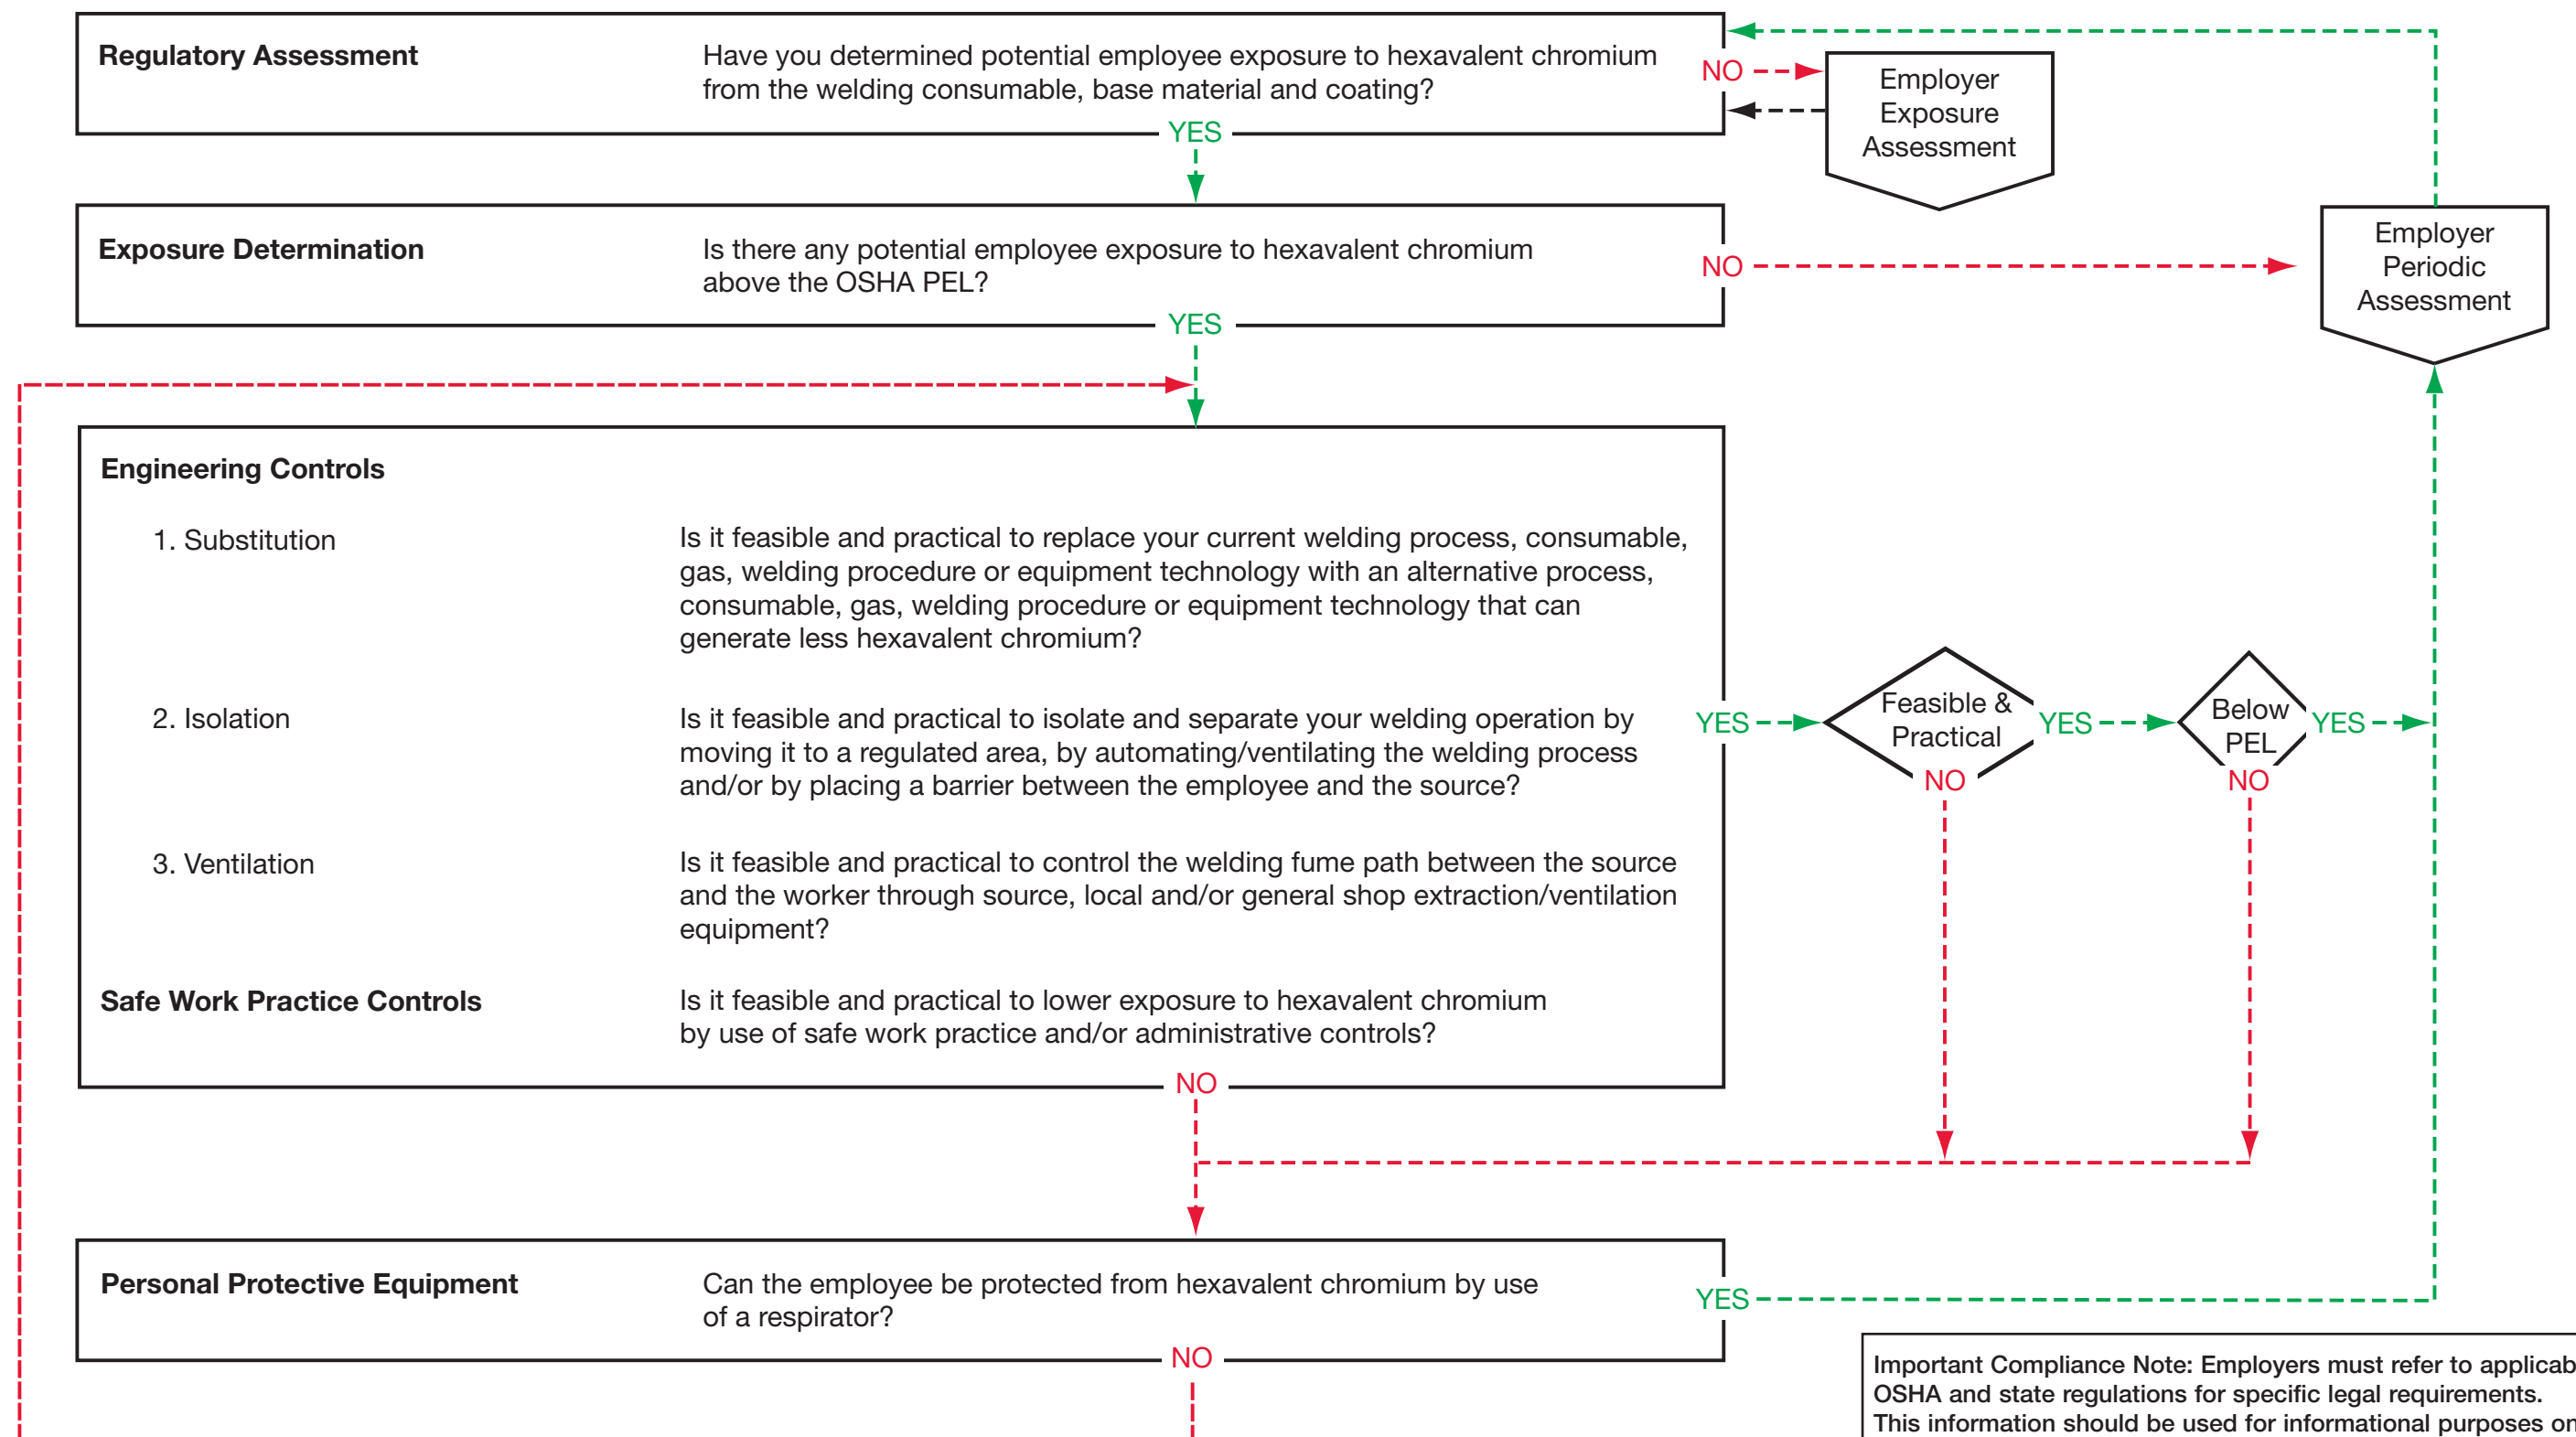 Regulatory Assessment
Have you determined potential employee exposure to hexavalent chromium
from the welding consumable, base material and coating?
NO
YES
Employer
Exposure
Assessment
Exposure Determination
Is there any potential employee exposure to hexavalent chromium
above the OSHA PEL?
NO
YES
Employer
Periodic
Assessment
Engineering Controls
1. Substitution
Is it feasible and practical to replace your current welding process, consumable,
gas, welding procedure or equipment technology with an alternative process,
consumable, gas, welding procedure or equipment technology that can
generate less hexavalent chromium?
2. Isolation
Is it feasible and practical to isolate and separate your welding operation by
moving it to a regulated area, by automating/ventilating the welding process
and/or by placing a barrier between the employee and the source?
YES
Feasible &
Practical
YES
NO
Below
PEL
YES
NO
3. Ventilation
Is it feasible and practical to control the welding fume path between the source
and the worker through source, local and/or general shop extraction/ventilation
equipment?
Safe Work Practice Controls
Is it feasible and practical to lower exposure to hexavalent chromium
by use of safe work practice and/or administrative controls?
NO
Personal Protective Equipment
Can the employee be protected from hexavalent chromium by use
of a respirator?
YES
NO
Important Compliance Note: Employers must refer to
OSHA and state regulations for specific legal requirements.
This information should be used for informational purposes